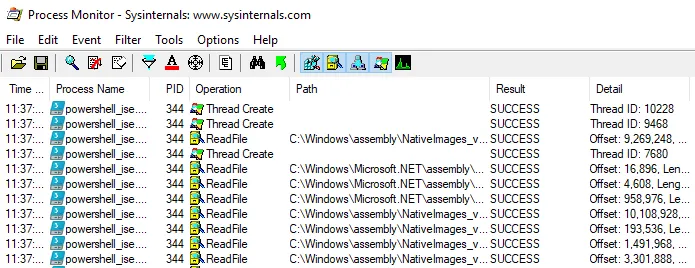 Process Monitor - Sysinternals: www.sysinternals.com
File Edit Event Filter Tools Options Help
Time ... Process Name PID Operation Path Result Detail
11:37:... powershell_ise.... 344 Thread Create SUCCESS Thread ID: 10228
11:37:... powershell_ise.... 344 Thread Create SUCCESS Thread ID: 9468
11:37:... powershell_ise.... 344 ReadFile C:\Windows\assembly\NativeImages_v... SUCCESS Offset: 9,269,248, ...
11:37:... powershell_ise.... 344 Thread Create SUCCESS Thread ID: 7680
11:37:... powershell_ise.... 344 ReadFile C:\Windows\Microsoft.NET\assembly\... SUCCESS Offset: 16,896, Leng...
11:37:... powershell_ise.... 344 ReadFile C:\Windows\Microsoft.NET\assembly\... SUCCESS Offset: 4,608, Lengt...
11:37:... powershell_ise.... 344 ReadFile C:\Windows\Microsoft.NET\assembly\... SUCCESS Offset: 958,976, Le...
11:37:... powershell_ise.... 344 ReadFile C:\Windows\assembly\NativeImages_v... SUCCESS Offset: 10,108,928,...
11:37:... powershell_ise.... 344 ReadFile C:\Windows\assembly\NativeImages_v... SUCCESS Offset: 193,536, Le...
11:37:... powershell_ise.... 344 ReadFile C:\Windows\assembly\NativeImages_v... SUCCESS Offset: 1,491,968, ...
11:37:... powershell_ise.... 344 ReadFile C:\Windows\assembly\NativeImages_v... SUCCESS Offset: 3,301,888, ...